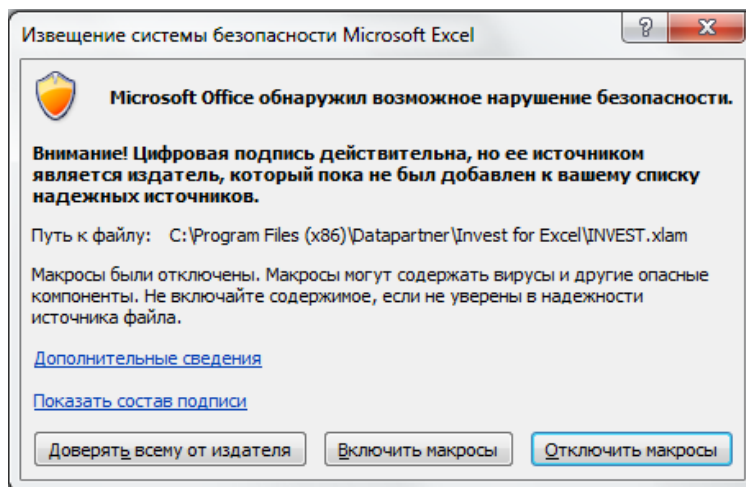 Извещение системы безопасности Microsoft Excel
Microsoft Office обнаружил возможное нарушение безопасности.
Внимание! Цифровая подпись действительна, но ее источником
является издатель, который пока не был добавлен к вашему списку
надежных источников.
Путь к файлу: C:\Program Files (x86)\Datapartner\Invest for Excel\INVEST.xlam
Макросы были отключены. Макросы могут содержать вирусы и другие опасные
компоненты. Не включайте содержимое, если не уверены в надежности
источника файла.
Дополнительные сведения
Показать состав подписи
Доверять всему от издателя Включить макросы Отключить макросы